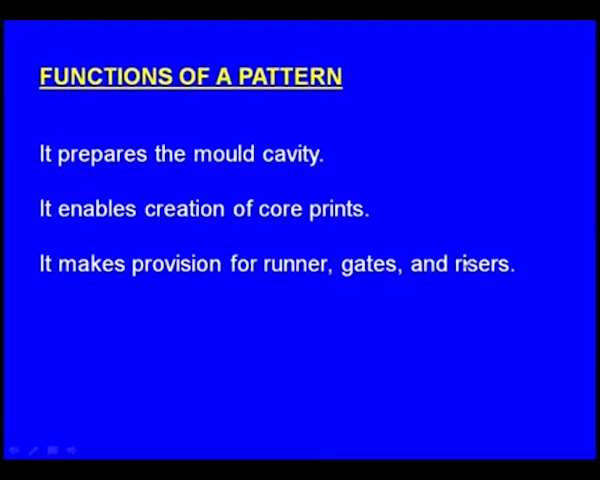 FUNCTIONS OF A PATTERN
It prepares the mould cavity.
It enables creation of core prints.
It makes provision for runner, gates, and risers.